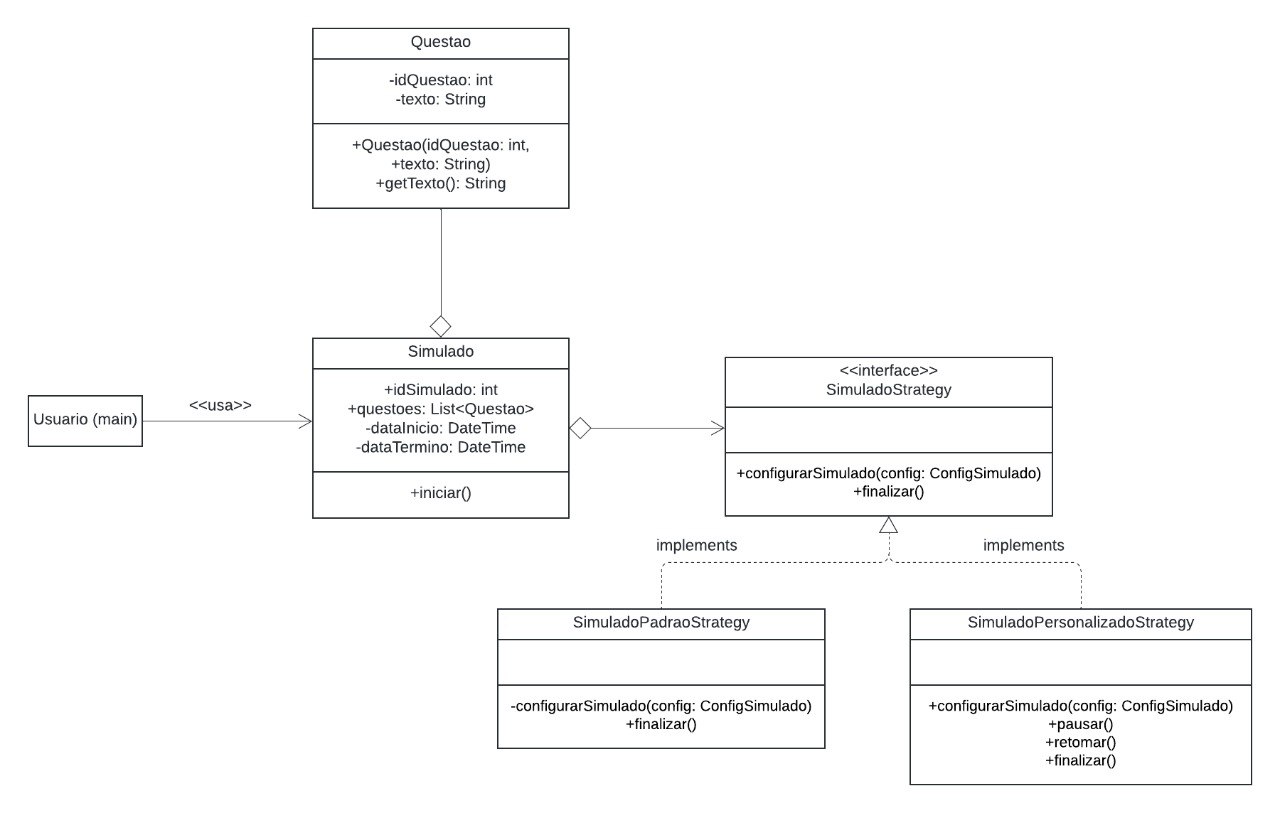 Questao
-idQuestao: int
-texto: String
+Questao(idQuestao: int,
+texto: String)
+getTexto(): String
Usuario (main)
<<usa>>
Simulado
+idSimulado: int
+questoes: List<Questao>
-dataInicio: DateTime
-dataTermino: DateTime
+iniciar()
<<interface>>
SimuladoStrategy
+configurarSimulado(config: ConfigSimulado)
+finalizar()
implements
implements
SimuladoPadraoStrategy
-configurarSimulado(config: ConfigSimulado)
+finalizar()
SimuladoPersonalizadoStrategy
+configurarSimulado(config: ConfigSimulado)
+pausar()
+retomar()
+finalizar()